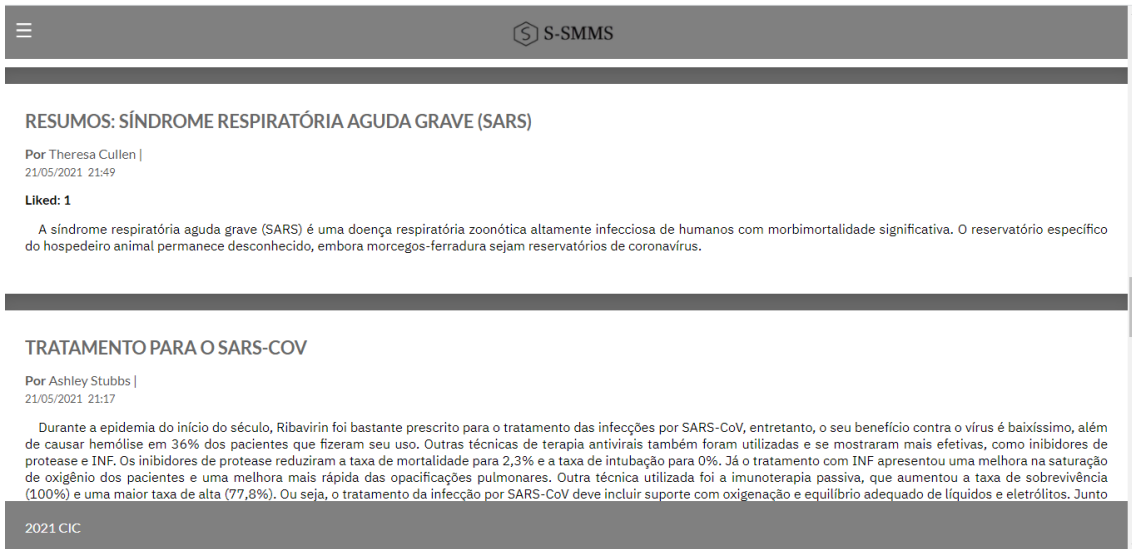 ☰
S-SMMS
RESUMOS: SÍNDROME RESPIRATÓRIA AGUDA GRAVE (SARS)
Por Theresa Cullen |
21/05/2021 21:49
Liked: 1
A síndrome respiratória aguda grave (SARS) é uma doença respiratória zoonótica altamente infecciosa de humanos com morbimortalidade significativa. O reservatório específico
do hospedeiro animal permanece desconhecido, embora morcegos-ferradura sejam reservatórios de coronavírus.
TRATAMENTO PARA O SARS-COV
Por Ashley Stubbs |
21/05/2021 21:17
Durante a epidemia do início do século, Ribavirin foi bastante prescrito para o tratamento das infecções por SARS-CoV, entretanto, o seu benefício contra o vírus é baixíssimo, além
de causar hemólise em 36% dos pacientes que fizeram seu uso. Outras técnicas de terapia antivirais também foram utilizadas e se mostraram mais efetivas, como inibidores de
protease e INF. Os inibidores de protease reduziram a taxa de mortalidade para 2,3% e a taxa de intubação para 0%. Já o tratamento com INF apresentou uma melhora na saturação
de oxigênio dos pacientes e uma melhora mais rápida das opacificações pulmonares. Outra técnica utilizada foi a imunoterapia passiva, que aumentou a taxa de sobrevivência
(100%) e uma maior taxa de alta (77,8%). Ou seja, o tratamento da infecção por SARS-CoV deve incluir suporte com oxigenação e equilíbrio adequado de líquidos e eletrólitos. Junto
2021 CIC